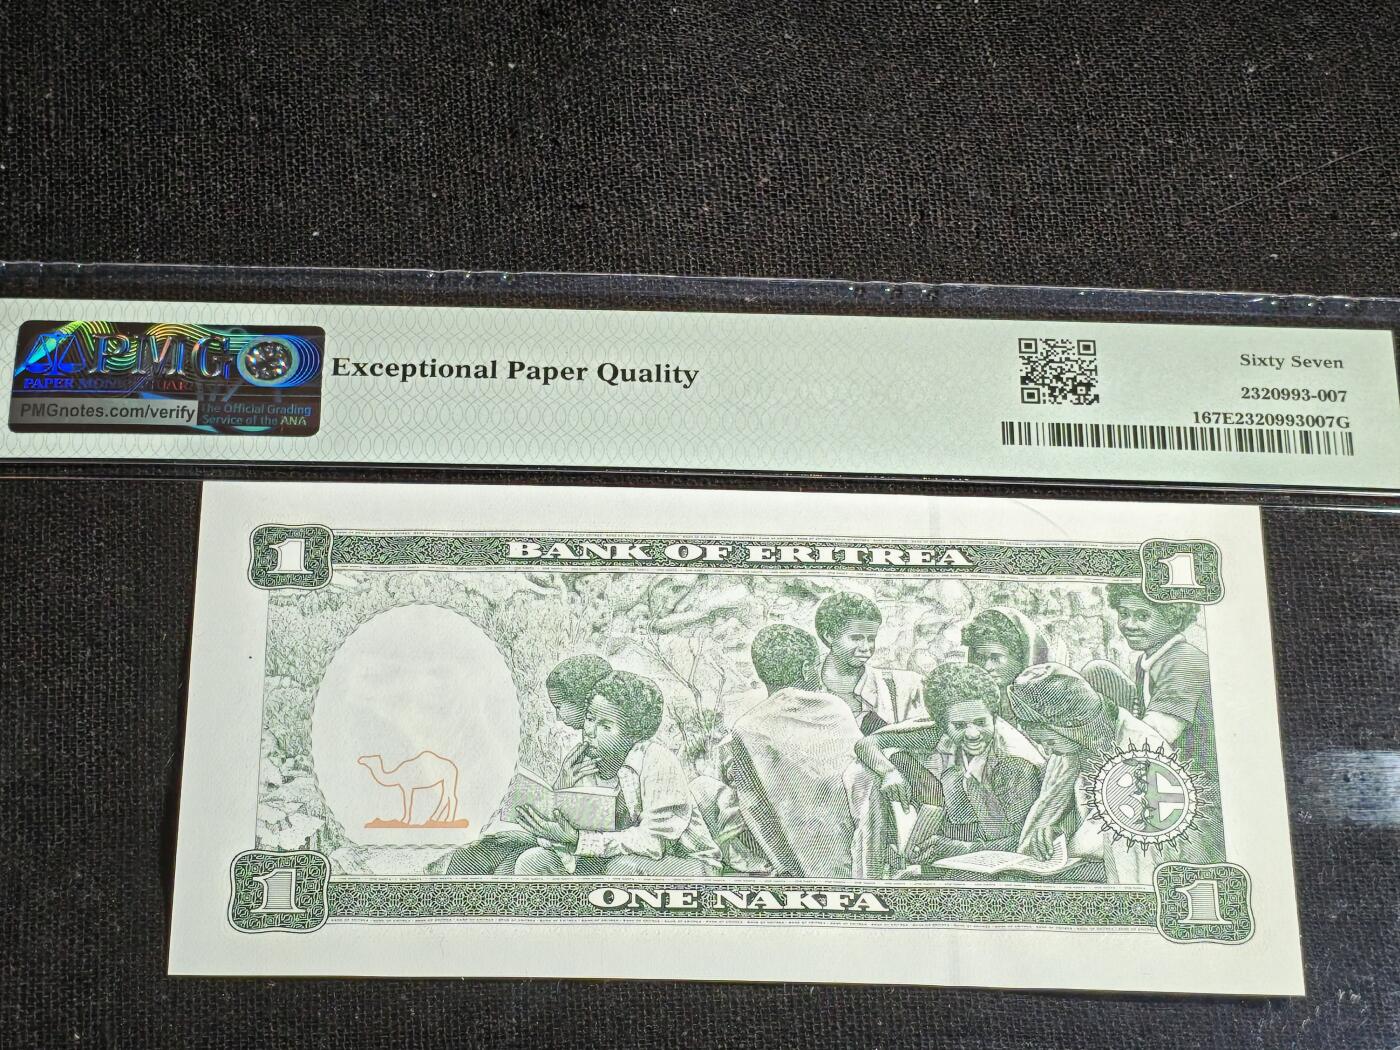 PMG
PAPER MONEY GUARANTY
PMGnotes.com/verify
The Official Grading
Service of the ANA
Exceptional Paper Quality
Sixty Seven
2320993-007
167E2320993007G
1 BANK OF ERITREA 1
1 ONE NAKFA 1